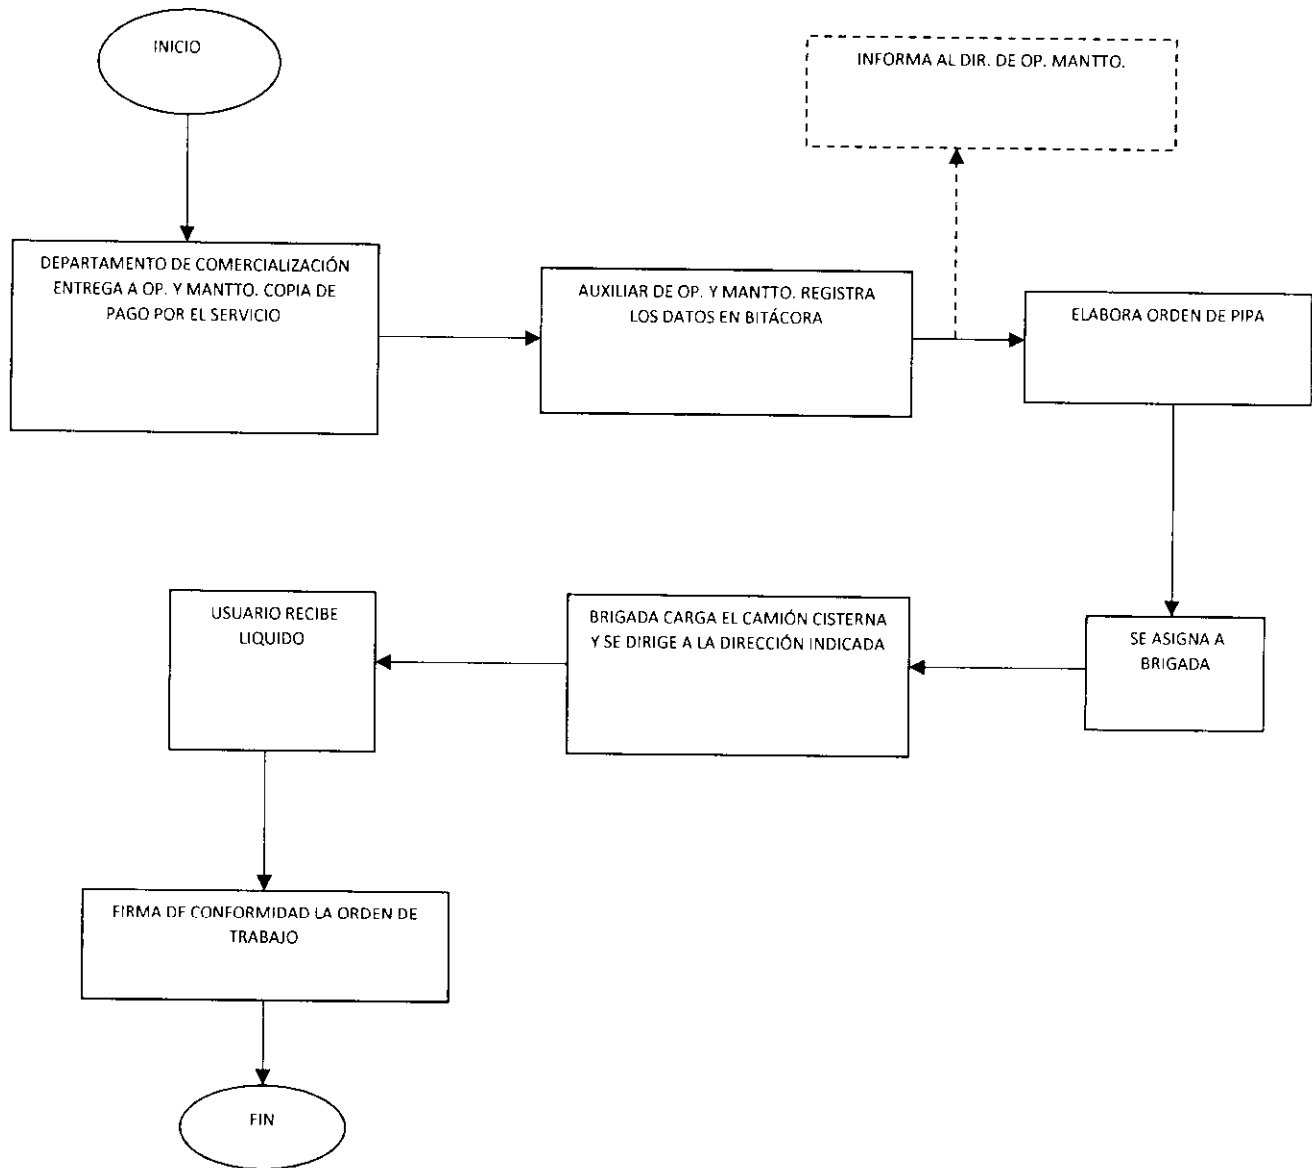 INICIO
INFORMA AL DIR. DE OP. MANTTO.
DEPARTAMENTO DE COMERCIALIZACIÓN
ENTREGA A OP. Y MANTTO. COPIA DE
PAGO POR EL SERVICIO
AUXILIAR DE OP. Y MANTTO. REGISTRA
LOS DATOS EN BITÁCORA
ELABORA ORDEN DE PIPA
SE ASIGNA A
BRIGADA
BRIGADA CARGA EL CAMIÓN CISTERNA
Y SE DIRIGE A LA DIRECCIÓN INDICADA
USUARIO RECIBE
LIQUIDO
FIRMA DE CONFORMIDAD LA ORDEN DE
TRABAJO
FIN